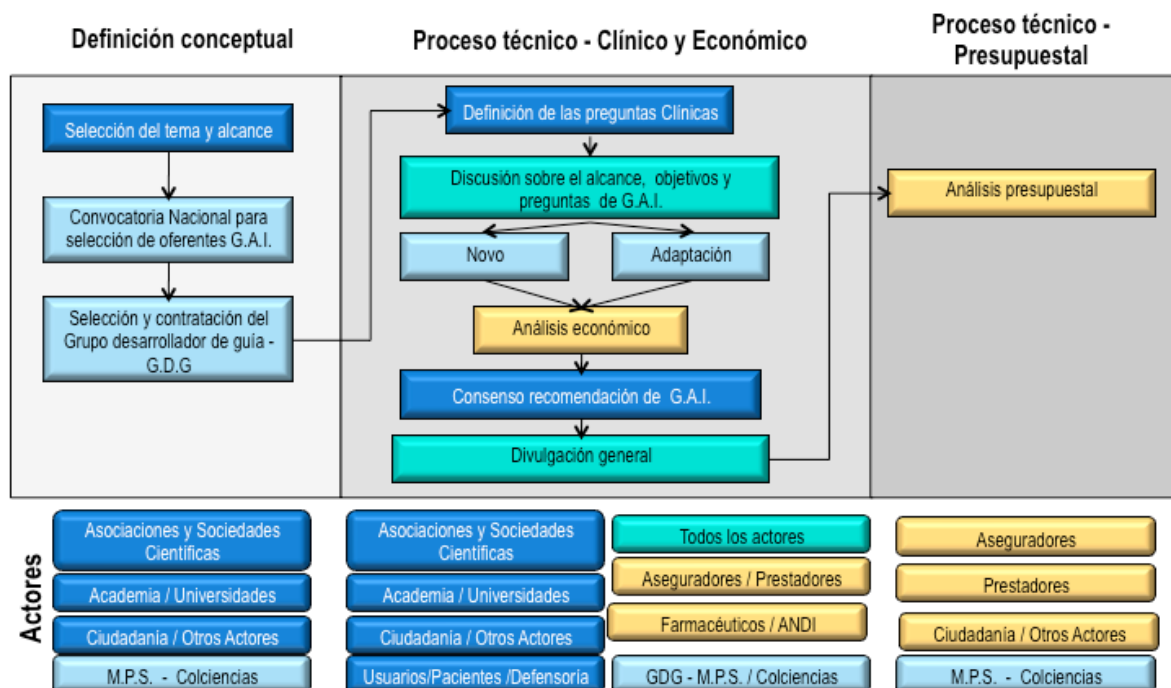 Definición conceptual
Proceso técnico - Clínico y Económico
Proceso técnico -
Presupuestal
Selección del tema y alcance
Convocatoria Nacional para
selección de oferentes G.A.I.
Selección y contratación del
Grupo desarrollador de guía -
G.D.G
Definición de las preguntas Clínicas
Discusión sobre el alcance, objetivos y
preguntas de G.A.I.
Novo
Adaptación
Análisis económico
Consenso recomendación de G.A.I.
Divulgación general
Análisis presupuestal
Actores
Asociaciones y Sociedades
Científicas
Academia / Universidades
Ciudadanía / Otros Actores
M.P.S. - Colciencias
Asociaciones y Sociedades
Científicas
Academia / Universidades
Ciudadanía / Otros Actores
Usuarios/Pacientes /Defensoría
Todos los actores
Aseguradores / Prestadores
Farmacéuticos / ANDI
GDG - M.P.S. / Colciencias
Aseguradores
Prestadores
Ciudadanía / Otros Actores
M.P.S. - Colciencias